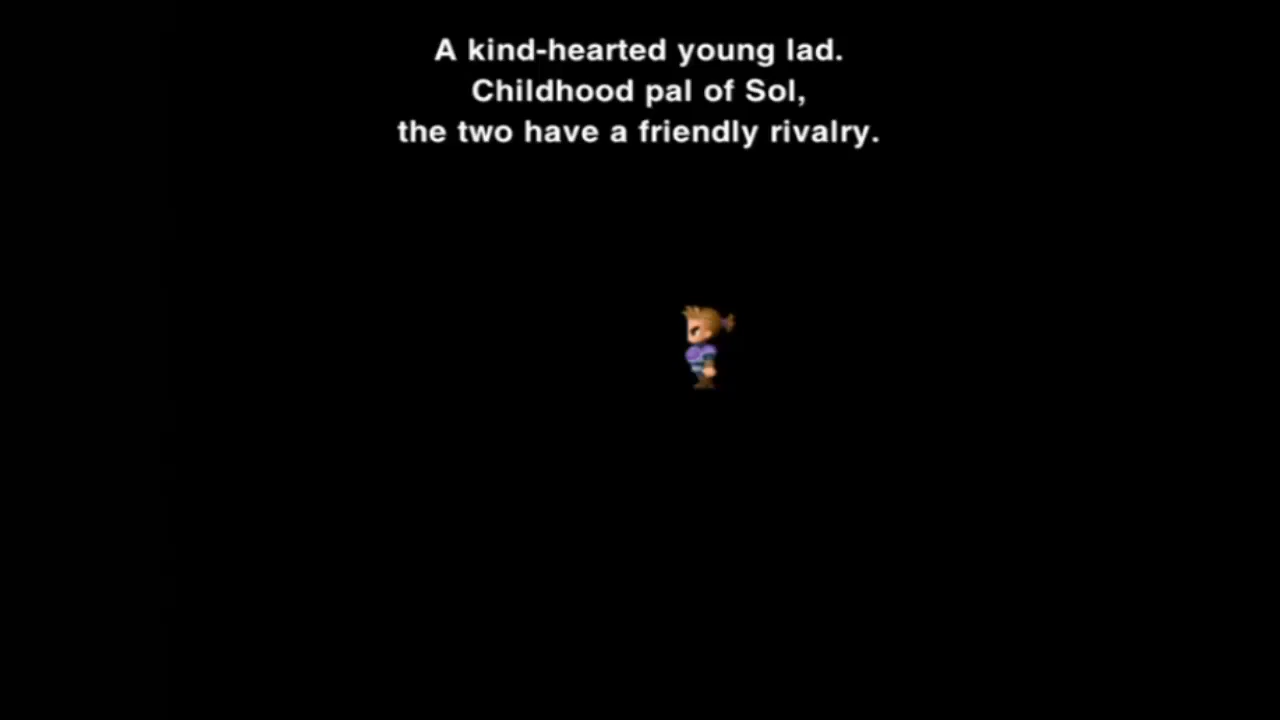 A kind-hearted young lad.
Childhood pal of Sol,
the two have a friendly rivalry.